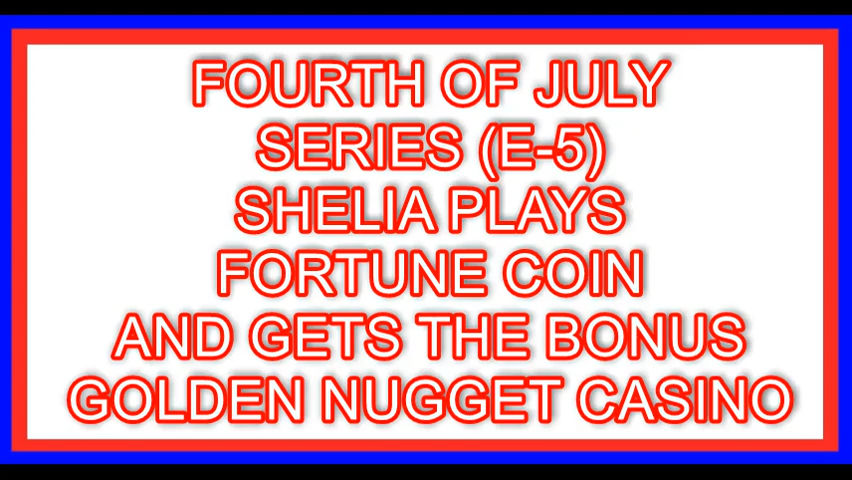 FOURTH OF JULY
SERIES (E-5)
SHELIA PLAYS
FORTUNE COIN
AND GETS THE BONUS
GOLDEN NUGGET CASINO